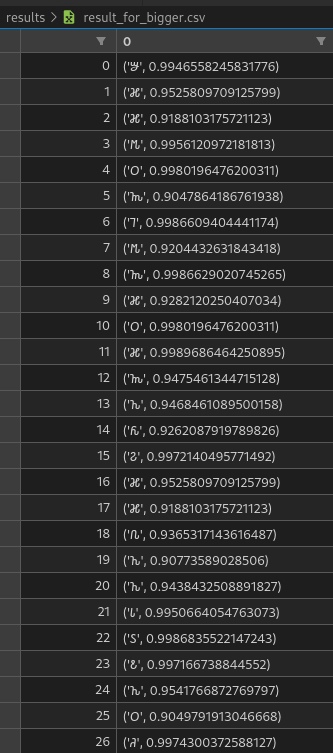 results > result_for_bigger.csv
0
0 ('', 0.9946558245831776)
1 ('', 0.9525809709125799)
2 ('', 0.9188103175721123)
3 ('', 0.9956120972181813)
4 ('O', 0.9980196476200311)
5 ('', 0.9047864186761938)
6 ('', 0.9986609404441174)
7 ('', 0.9204432631843418)
8 ('', 0.9986629020745265)
9 ('', 0.9282120250407034)
10 ('O', 0.9980196476200311)
11 ('', 0.9989686464250895)
12 ('', 0.9475461344715128)
13 ('', 0.9468461089500158)
14 ('', 0.9262087919789826)
15 ('', 0.9972140495771492)
16 ('', 0.9525809709125799)
17 ('', 0.9188103175721123)
18 ('', 0.9365317143616487)
19 ('', 0.90773589028506)
20 ('', 0.9438432508891827)
21 ('', 0.9950664054763073)
22 ('', 0.9986835522147243)
23 ('', 0.997166738844552)
24 ('', 0.9541766872769797)
25 ('O', 0.9049791913046668)
26 ('', 0.9974300372588127)